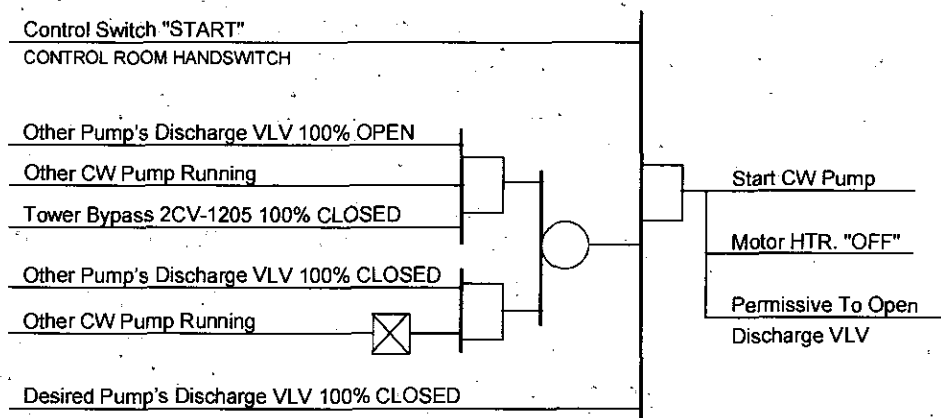 Control Switch "START"
CONTROL ROOM HANDSWITCH
Other Pump's Discharge VLV 100% OPEN
Other CW Pump Running
Tower Bypass 2CV-1205 100% CLOSED
Other Pump's Discharge VLV 100% CLOSED
Other CW Pump Running
Desired Pump's Discharge VLV 100% CLOSED
Start CW Pump
Motor HTR. "OFF"
Permissive To Open
Discharge VLV